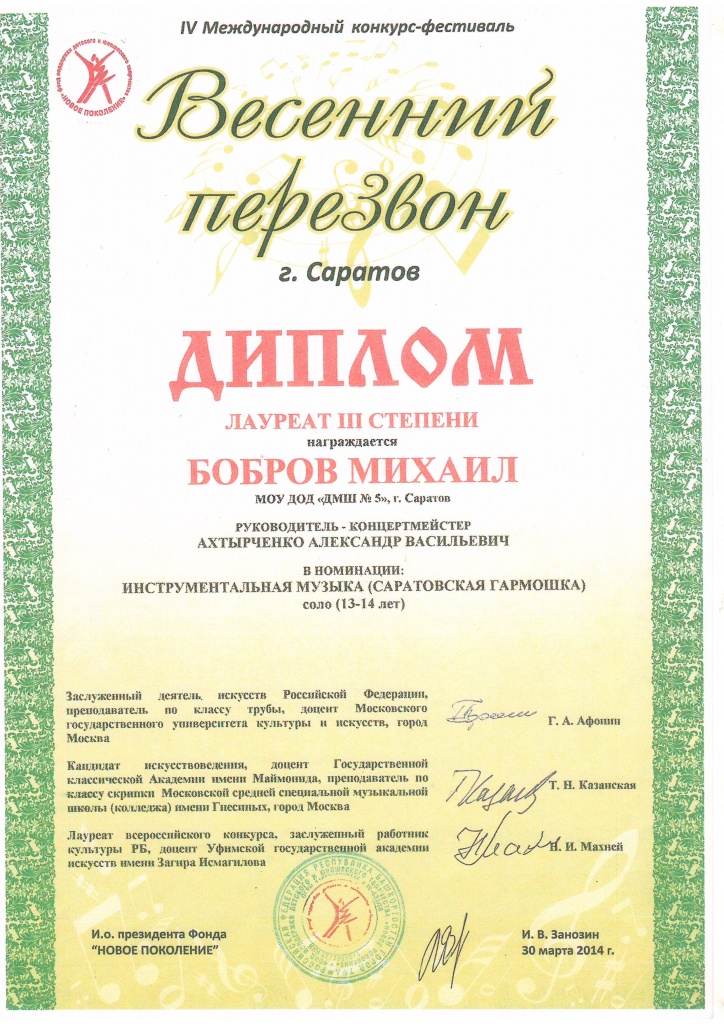 IV Международный конкурс-фестиваль
«НОВОЕ ПОКОЛЕНИЕ»
Весенний
перезвон
г. Саратов
ДИПЛОМ
ЛАУРЕАТ III СТЕПЕНИ
награждается
БОБРОВ МИХАИЛ
МОУ ДОД «ДМШ № 5», г. Саратов
РУКОВОДИТЕЛЬ - КОНЦЕРТМЕЙСТЕР
АХТЫРЧЕНКО АЛЕКСАНДР ВАСИЛЬЕВИЧ
В НОМИНАЦИИ:
ИНСТРУМЕНТАЛЬНАЯ МУЗЫКА (САРАТОВСКАЯ ГАРМОШКА)
соло (13-14 лет)
Заслуженный деятель искусств Российской Федерации,
преподаватель по классу трубы, доцент Московского
государственного университета культуры и искусств, город
Москва
Г. А. Афонин
Кандидат искусствоведения, доцент Государственной
классической Академии имени Маймонида, преподаватель по
классу скрипки Московской средней специальной музыкальной
школы (колледжа) имени Гнесиных, город Москва
Т. Н. Казанская
Лауреат всероссийского конкурса, заслуженный работник
культуры РБ, доцент Уфимской государственной академии
искусств имени Загира Исмагилова
Н. И. Махней
И.о. президента Фонда
"НОВОЕ ПОКОЛЕНИЕ"
И. В. Занозин
30 марта 2014 г.